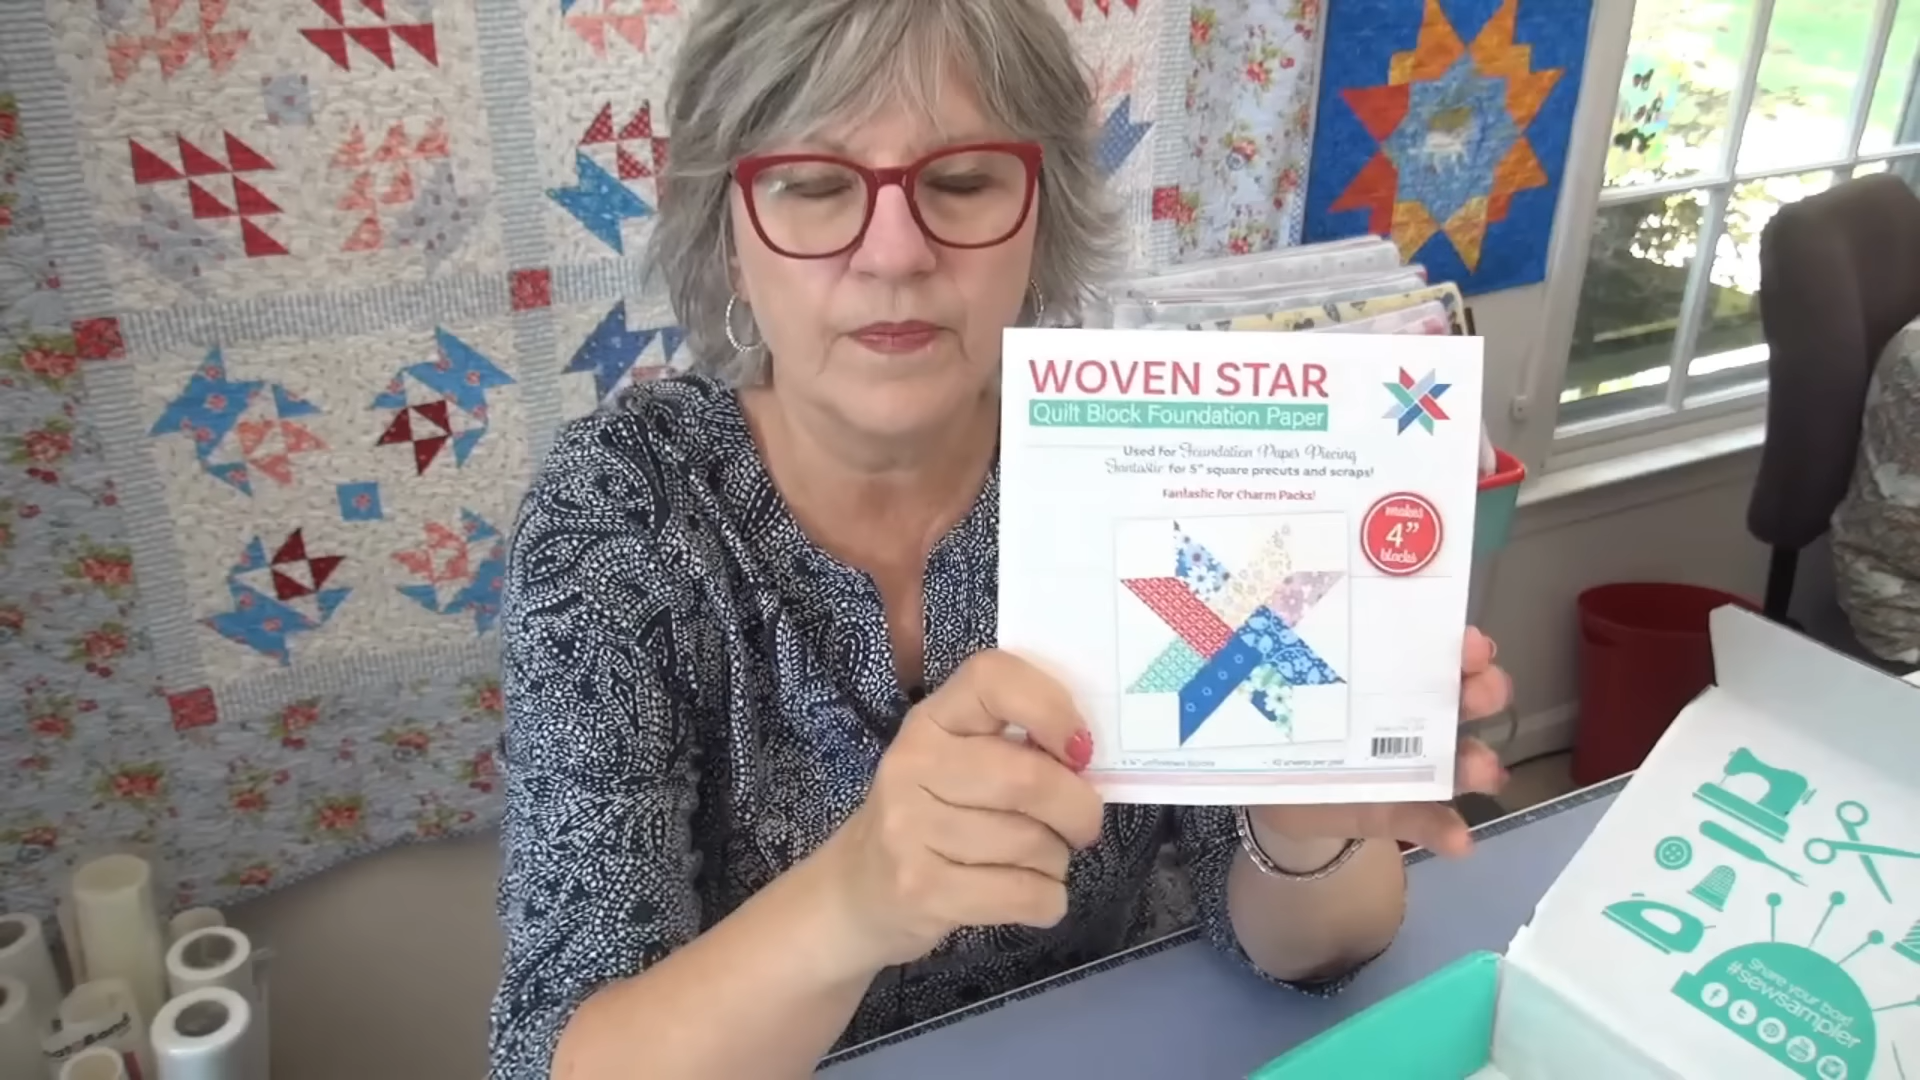 WOVEN STAR
Quilt Block Foundation Paper
Used for Foundation Paper Piecing
Fantastic for 5" square precuts and scraps!
Fantastic for Charm Packs!
makes
4"
blocks
Share your box!
#sewsampler